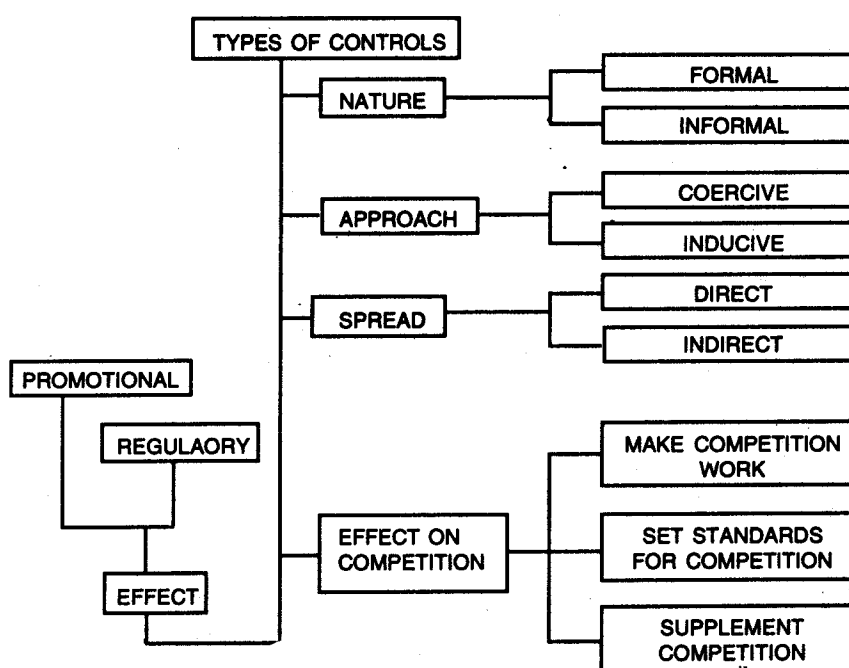 TYPES OF CONTROLS
NATURE
FORMAL
INFORMAL
APPROACH
COERCIVE
INDUCIVE
SPREAD
DIRECT
INDIRECT
PROMOTIONAL
REGULAORY
EFFECT
EFFECT ON
COMPETITION
MAKE COMPETITION
WORK
SET STANDARDS
FOR COMPETITION
SUPPLEMENT
COMPETITION